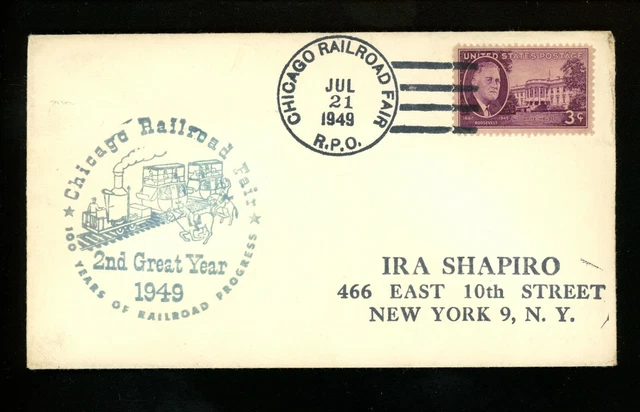 Chicago Railroad Fair
2nd Great Year
1949
★ 100 YEARS OF RAILROAD PROGRESS ★
CHICAGO RAILROAD FAIR
JUL
21
1949
R.P.O.
UNITED STATES POSTAGE
3¢
ROOSEVELT
IRA SHAPIRO
466 EAST 10th STREET
NEW YORK 9, N. Y.